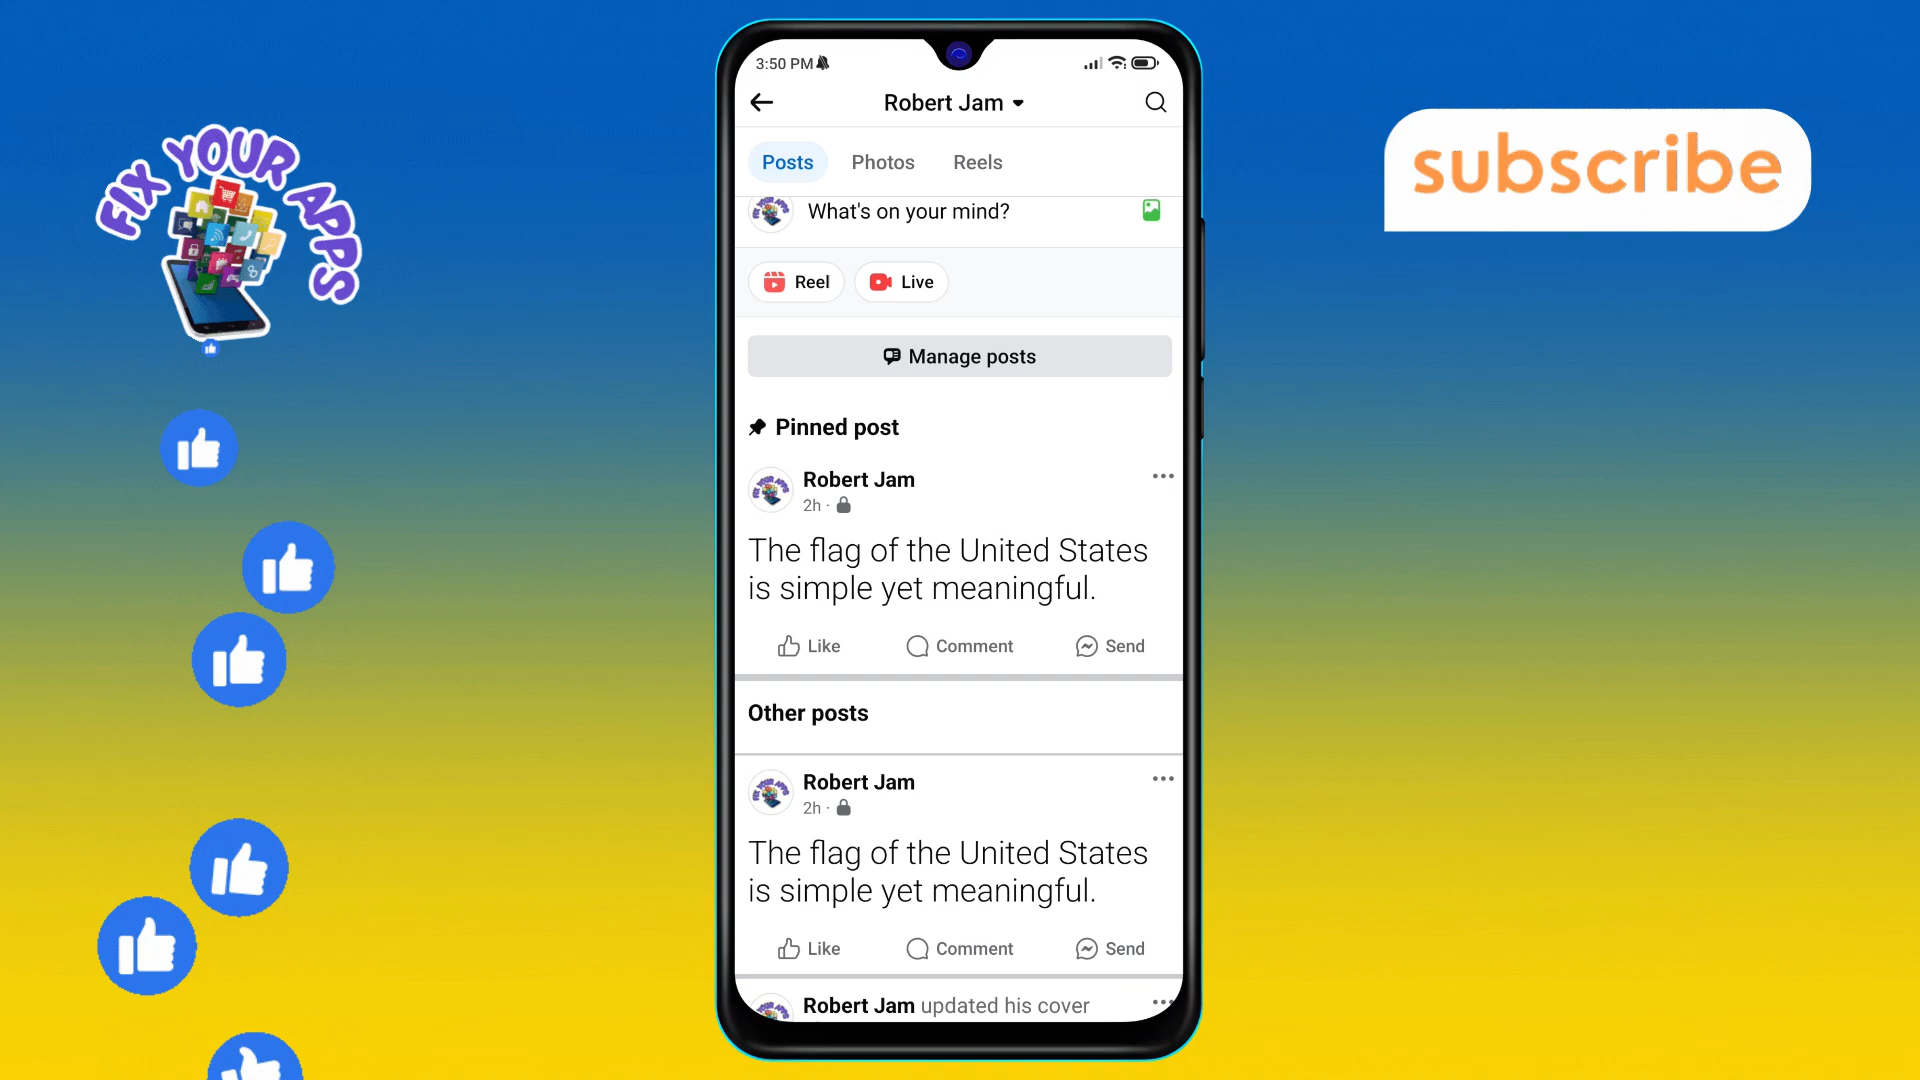 FIX YOUR APPS
subscribe
3:50 PM
Robert Jam
Posts Photos Reels
What's on your mind?
Reel Live
Manage posts
Pinned post
Robert Jam
2h ·
The flag of the United States
is simple yet meaningful.
Like Comment Send
Other posts
Robert Jam
2h ·
The flag of the United States
is simple yet meaningful.
Like Comment Send
Robert Jam updated his cover